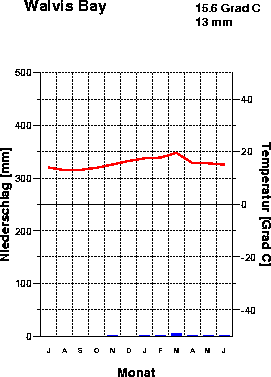 Walvis Bay
15.6 Grad C
13 mm
500
400
300
200
100
0
40
20
0
-20
-40
Niederschlag [mm]
Temperatur [Grad C]
J A S O N D J F M A M J
Monat